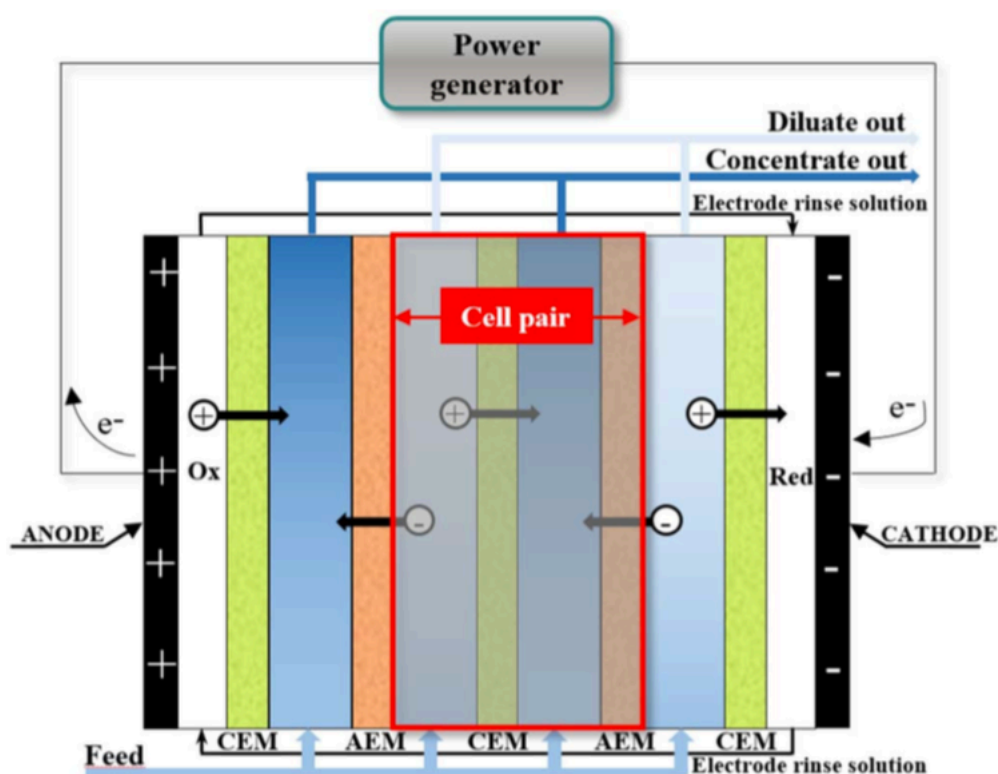 Power
generator
Diluate out
Concentrate out
Electrode rinse solution
+ -
Cell pair
+ -
+ + +
e- e-
+ Ox Red -
- -
ANODE CATHODE
+ -
+ -
CEM AEM CEM AEM CEM
Feed
Electrode rinse solution